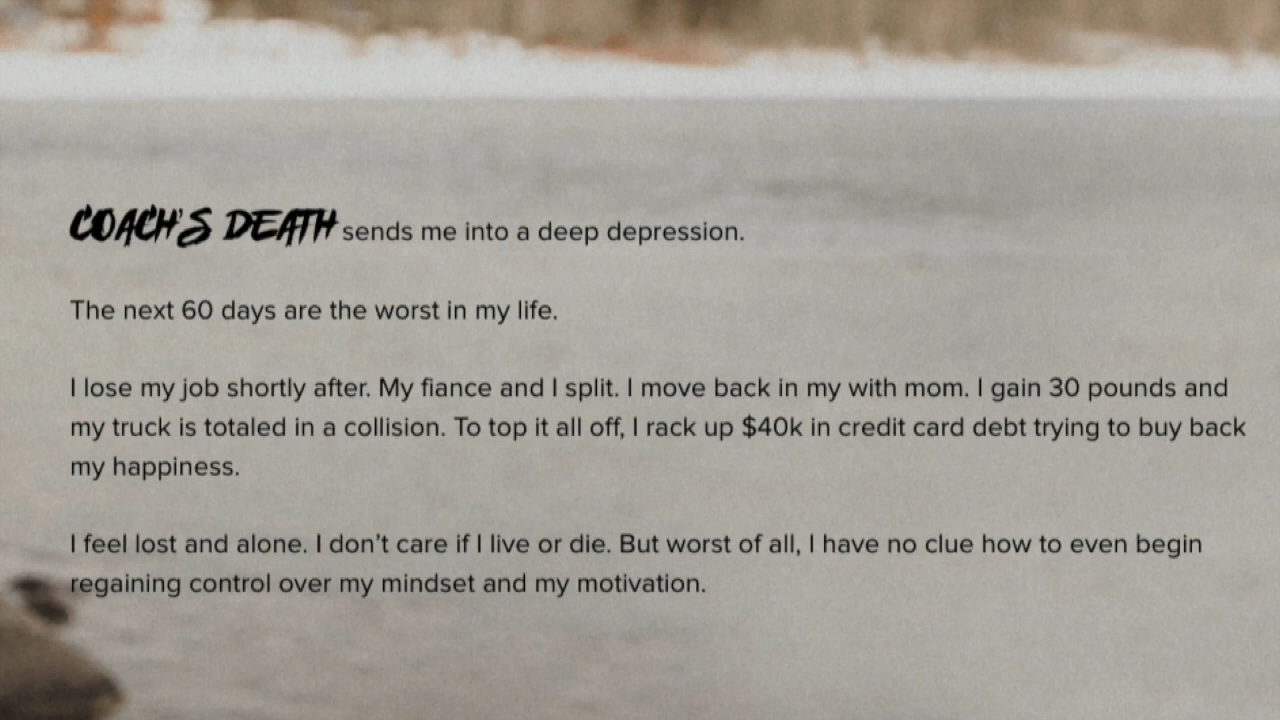 COACH'S DEATH sends me into a deep depression.
The next 60 days are the worst in my life.
I lose my job shortly after. My fiance and I split. I move back in my with mom. I gain 30 pounds and
my truck is totaled in a collision. To top it all off, I rack up $40k in credit card debt trying to buy back
my happiness.
I feel lost and alone. I don’t care if I live or die. But worst of all, I have no clue how to even begin
regaining control over my mindset and my motivation.